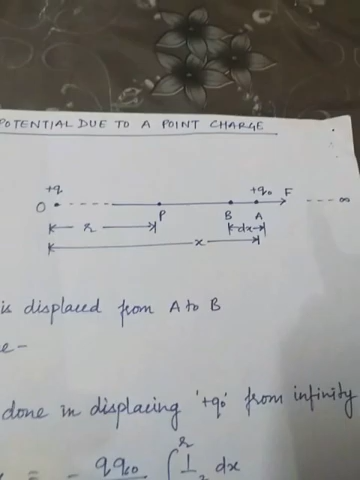 POTENTIAL DUE TO A POINT CHARGE
+q +q₀ F
O P B A ∞
r dx
x
is displaced from A to B
e-
done in displacing '+q₀' from infinity
= - qq₀ ∫ʳ 1 dx